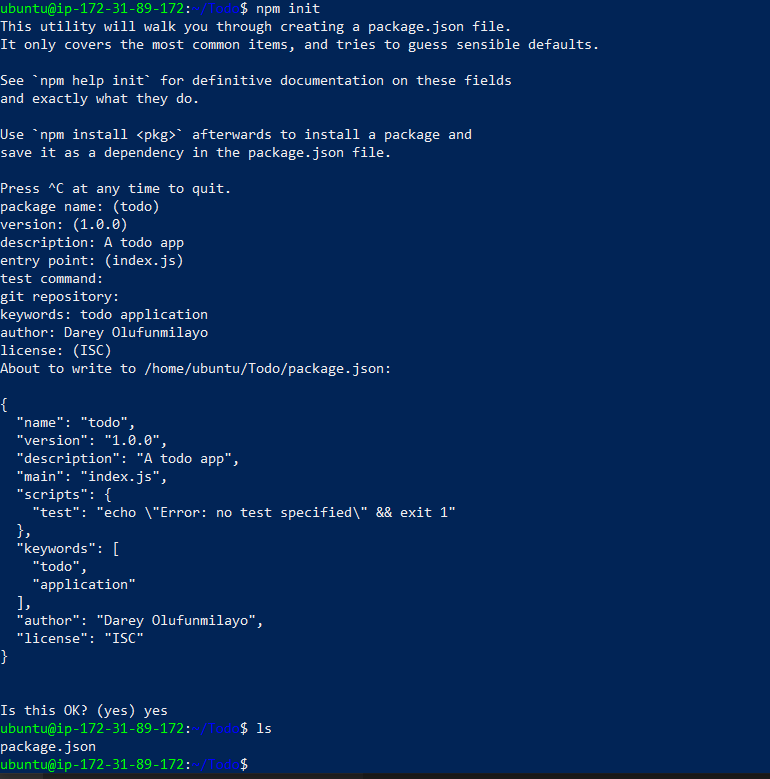 ubuntu@ip-172-31-89-172:~/Todo$ npm init
This utility will walk you through creating a package.json file.
It only covers the most common items, and tries to guess sensible defaults.

See `npm help init` for definitive documentation on these fields
and exactly what they do.

Use `npm install <pkg>` afterwards to install a package and
save it as a dependency in the package.json file.

Press ^C at any time to quit.
package name: (todo)
version: (1.0.0)
description: A todo app
entry point: (index.js)
test command:
git repository:
keywords: todo application
author: Darey Olufunmilayo
license: (ISC)
About to write to /home/ubuntu/Todo/package.json:

{
  "name": "todo",
  "version": "1.0.0",
  "description": "A todo app",
  "main": "index.js",
  "scripts": {
    "test": "echo \"Error: no test specified\" && exit 1"
  },
  "keywords": [
    "todo",
    "application"
  ],
  "author": "Darey Olufunmilayo",
  "license": "ISC"
}

Is this OK? (yes) yes
ubuntu@ip-172-31-89-172:~/Todo$ ls
package.json
ubuntu@ip-172-31-89-172:~/Todo$